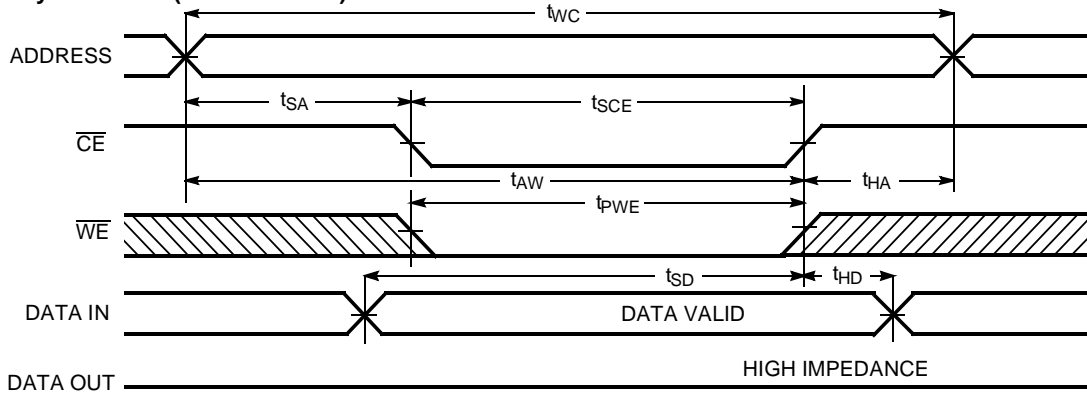 tWC
ADDRESS
tSA
tSCE
CE
tAW
tHA
tPWE
WE
tSD
tHD
DATA IN
DATA VALID
HIGH IMPEDANCE
DATA OUT